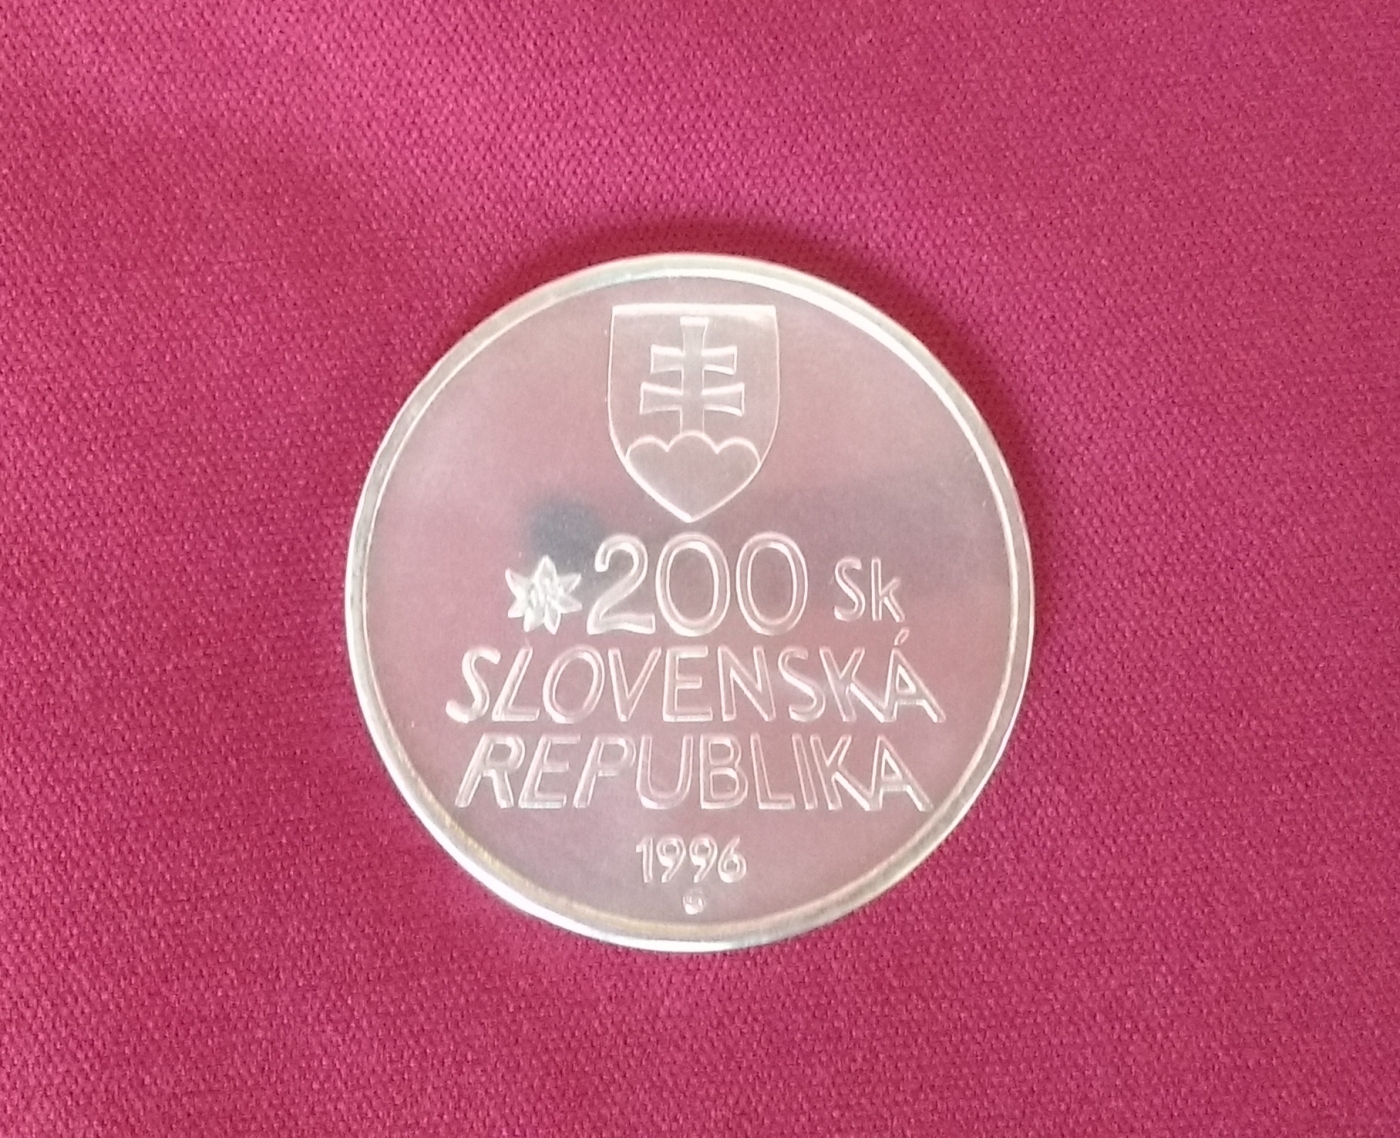 200 Sk
SLOVENSKÁ
REPUBLIKA
1996